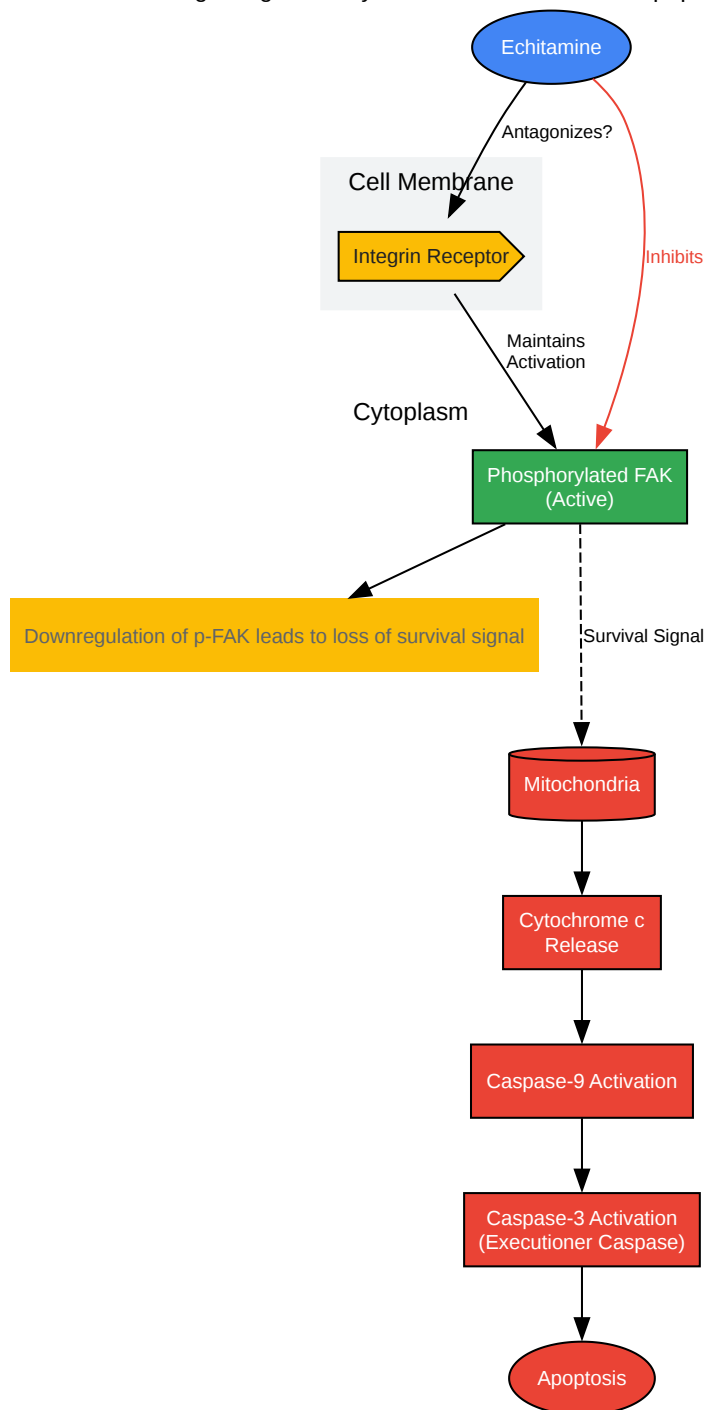 Echitamine
Antagonizes?
Cell Membrane
Integrin Receptor
Inhibits
Maintains
Activation
Cytoplasm
Phosphorylated FAK
(Active)
Downregulation of p-FAK leads to loss of survival signal
Survival Signal
Mitochondria
Cytochrome c
Release
Caspase-9 Activation
Caspase-3 Activation
(Executioner Caspase)
Apoptosis